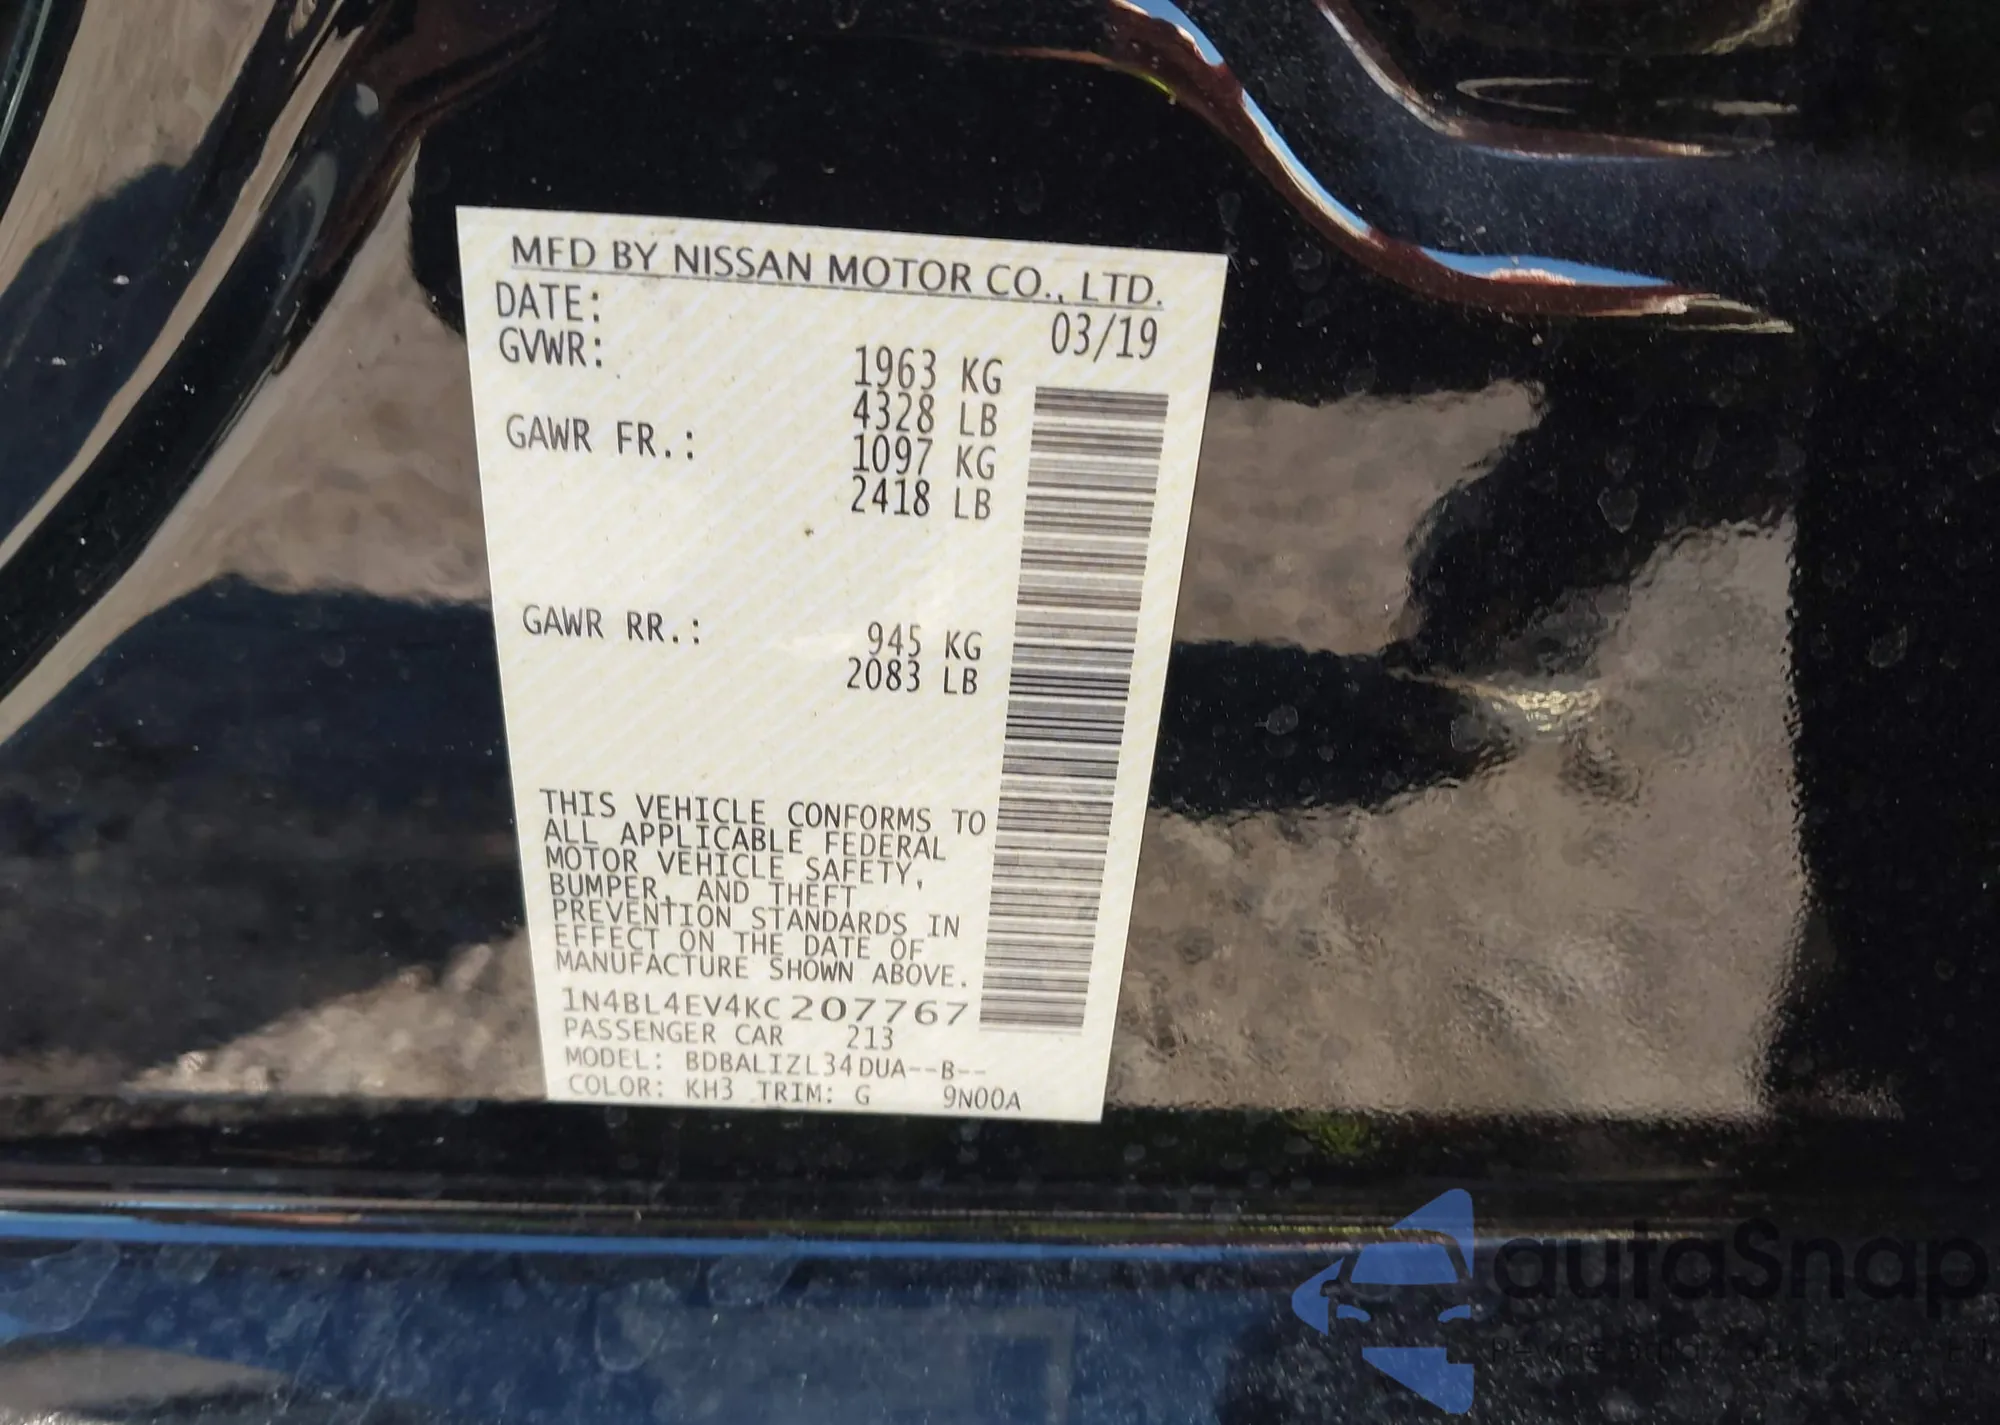 MFD BY NISSAN MOTOR CO., LTD.
DATE: 03/19
GVWR: 1963 KG
4328 LB
GAWR FR.: 1097 KG
2418 LB
GAWR RR.: 945 KG
2083 LB
THIS VEHICLE CONFORMS TO
ALL APPLICABLE FEDERAL
MOTOR VEHICLE SAFETY,
BUMPER, AND THEFT
PREVENTION STANDARDS IN
EFFECT ON THE DATE OF
MANUFACTURE SHOWN ABOVE.
1N4BL4EV4KC207767
PASSENGER CAR 213
MODEL: BDBALIZL34DUA--B--
COLOR: KH3 TRIM: G 9N00A
autaSnap